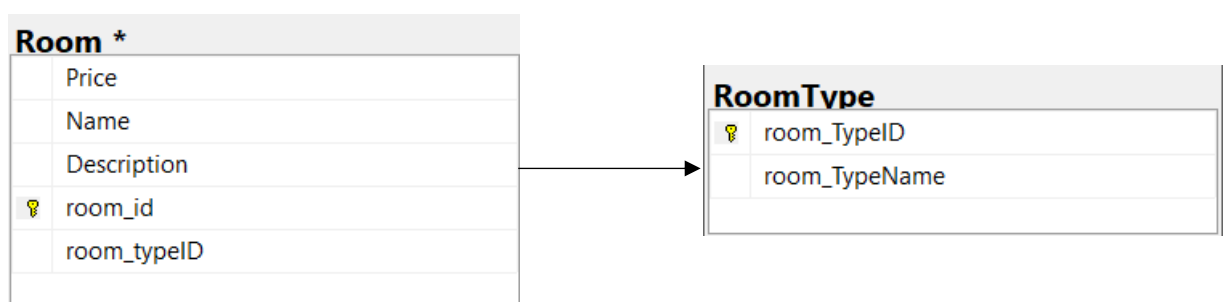 Room *
Price
Name
Description
room_id
room_typeID
RoomType
room_TypeID
room_TypeName